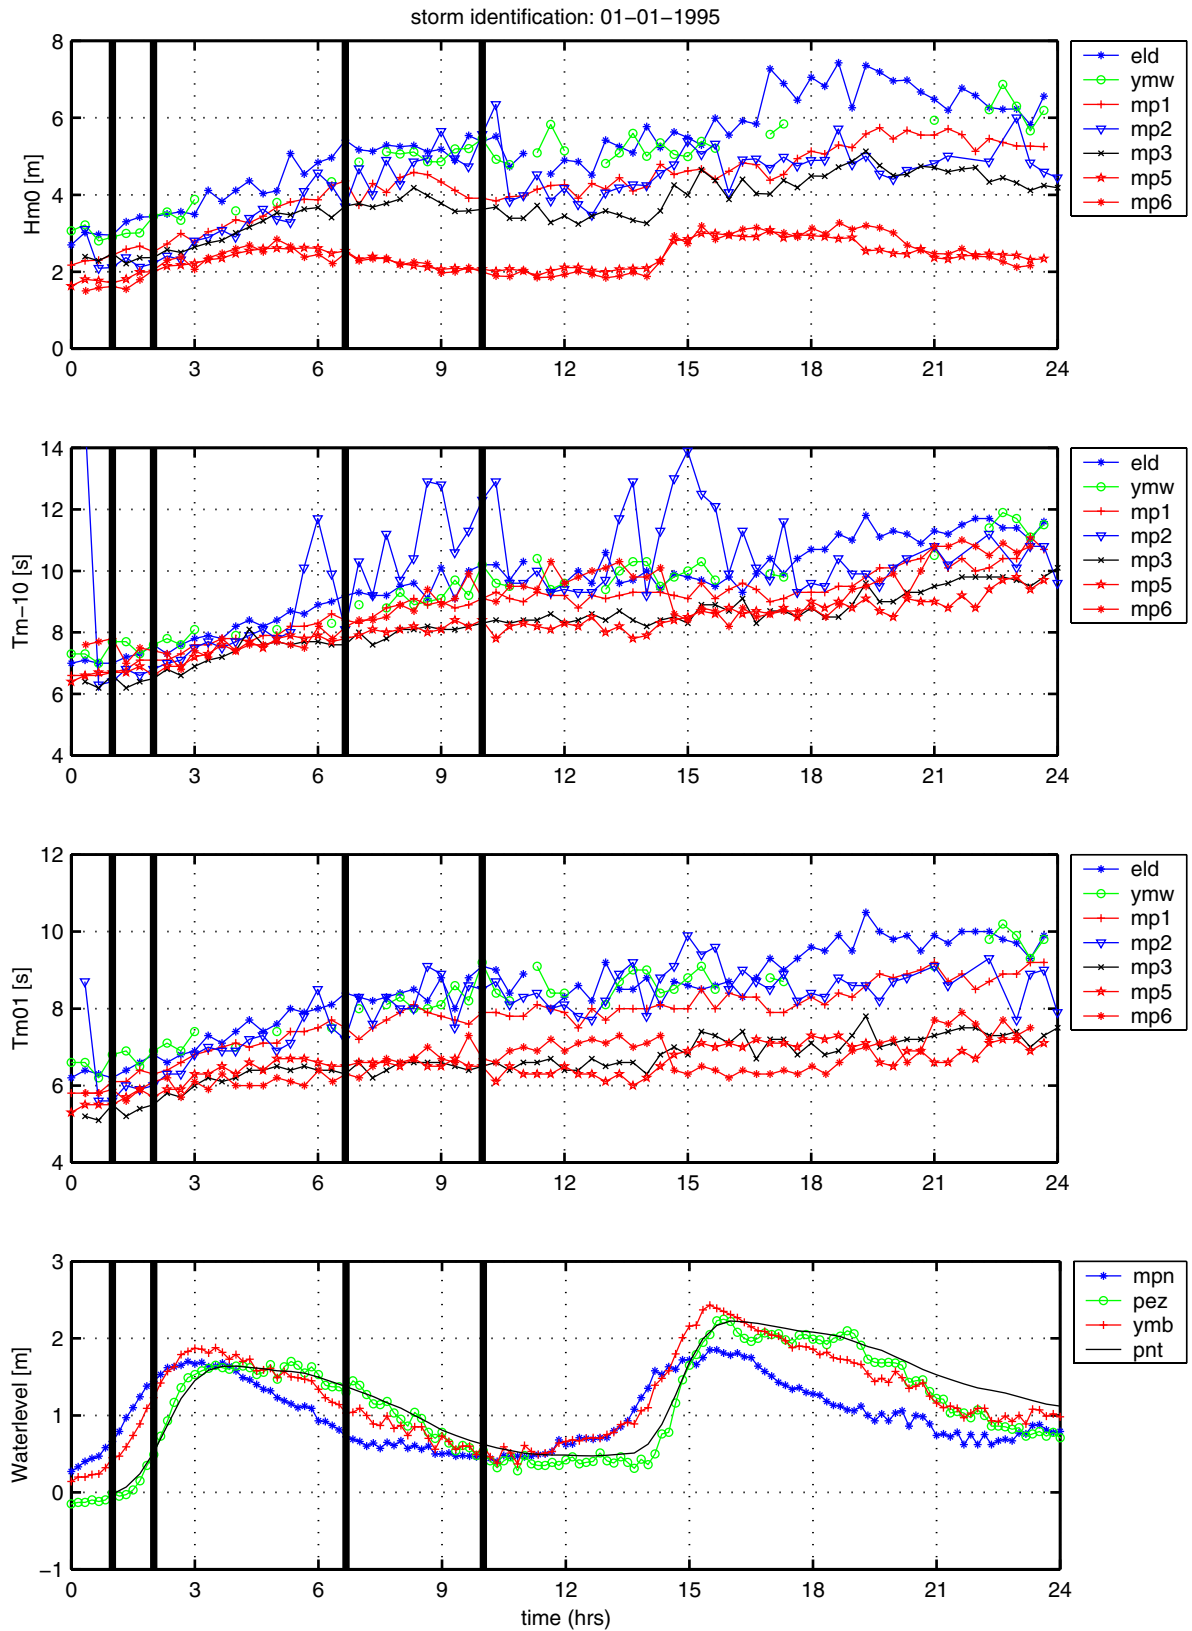 storm identification: 01−01−1995
8
6
4
2
0
Hm0 [m]
0 3 6 9 12 15 18 21 24
eld
ymw
mp1
mp2
mp3
mp5
mp6
14
12
10
8
6
4
Tm−10 [s]
0 3 6 9 12 15 18 21 24
eld
ymw
mp1
mp2
mp3
mp5
mp6
12
10
8
6
4
Tm01 [s]
0 3 6 9 12 15 18 21 24
eld
ymw
mp1
mp2
mp3
mp5
mp6
3
2
1
0
−1
Waterlevel [m]
0 3 6 9 12 15 18 21 24
time (hrs)
mpn
pez
ymb
pnt